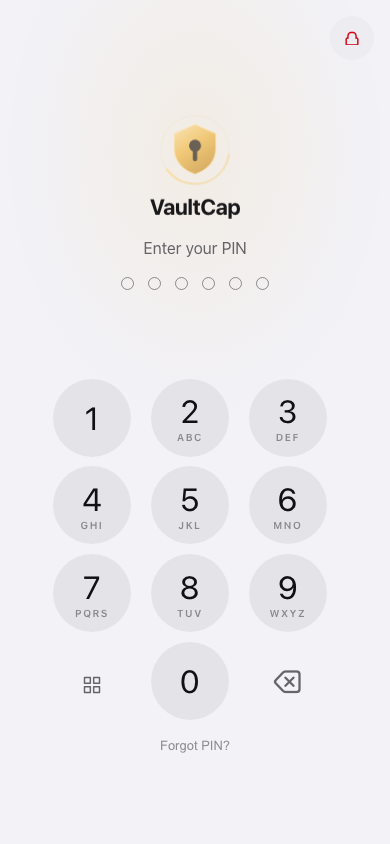 VaultCap
Enter your PIN
1
2
ABC
3
DEF
4
GHI
5
JKL
6
MNO
7
PQRS
8
TUV
9
WXYZ
0
Forgot PIN?